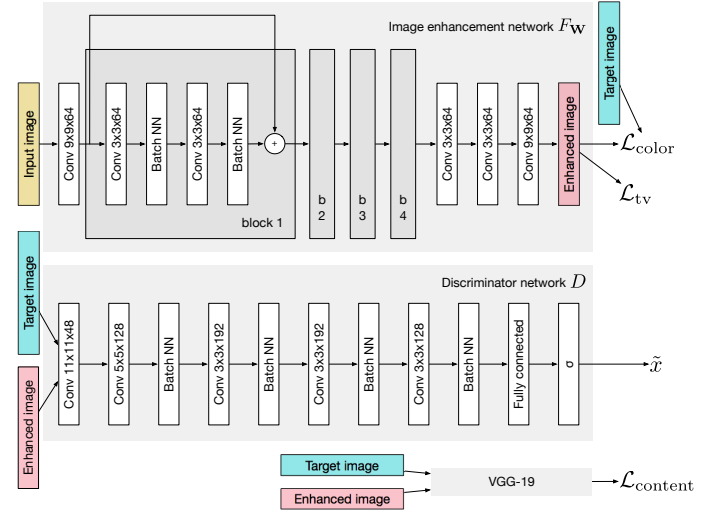 Image enhancement network F_W
Input image
Conv 9x9x64
Conv 3x3x64
Batch NN
Conv 3x3x64
Batch NN
+
block 1
b
2
b
3
b
4
Conv 3x3x64
Conv 3x3x64
Conv 9x9x64
Enhanced image
Target image
ℒ_color
ℒ_tv
Discriminator network D
Target image
Enhanced image
Conv 11x11x48
Conv 5x5x128
Batch NN
Conv 3x3x192
Batch NN
Conv 3x3x192
Batch NN
Conv 3x3x128
Batch NN
Fully connected
σ
x̃
Target image
Enhanced image
VGG-19
ℒ_content